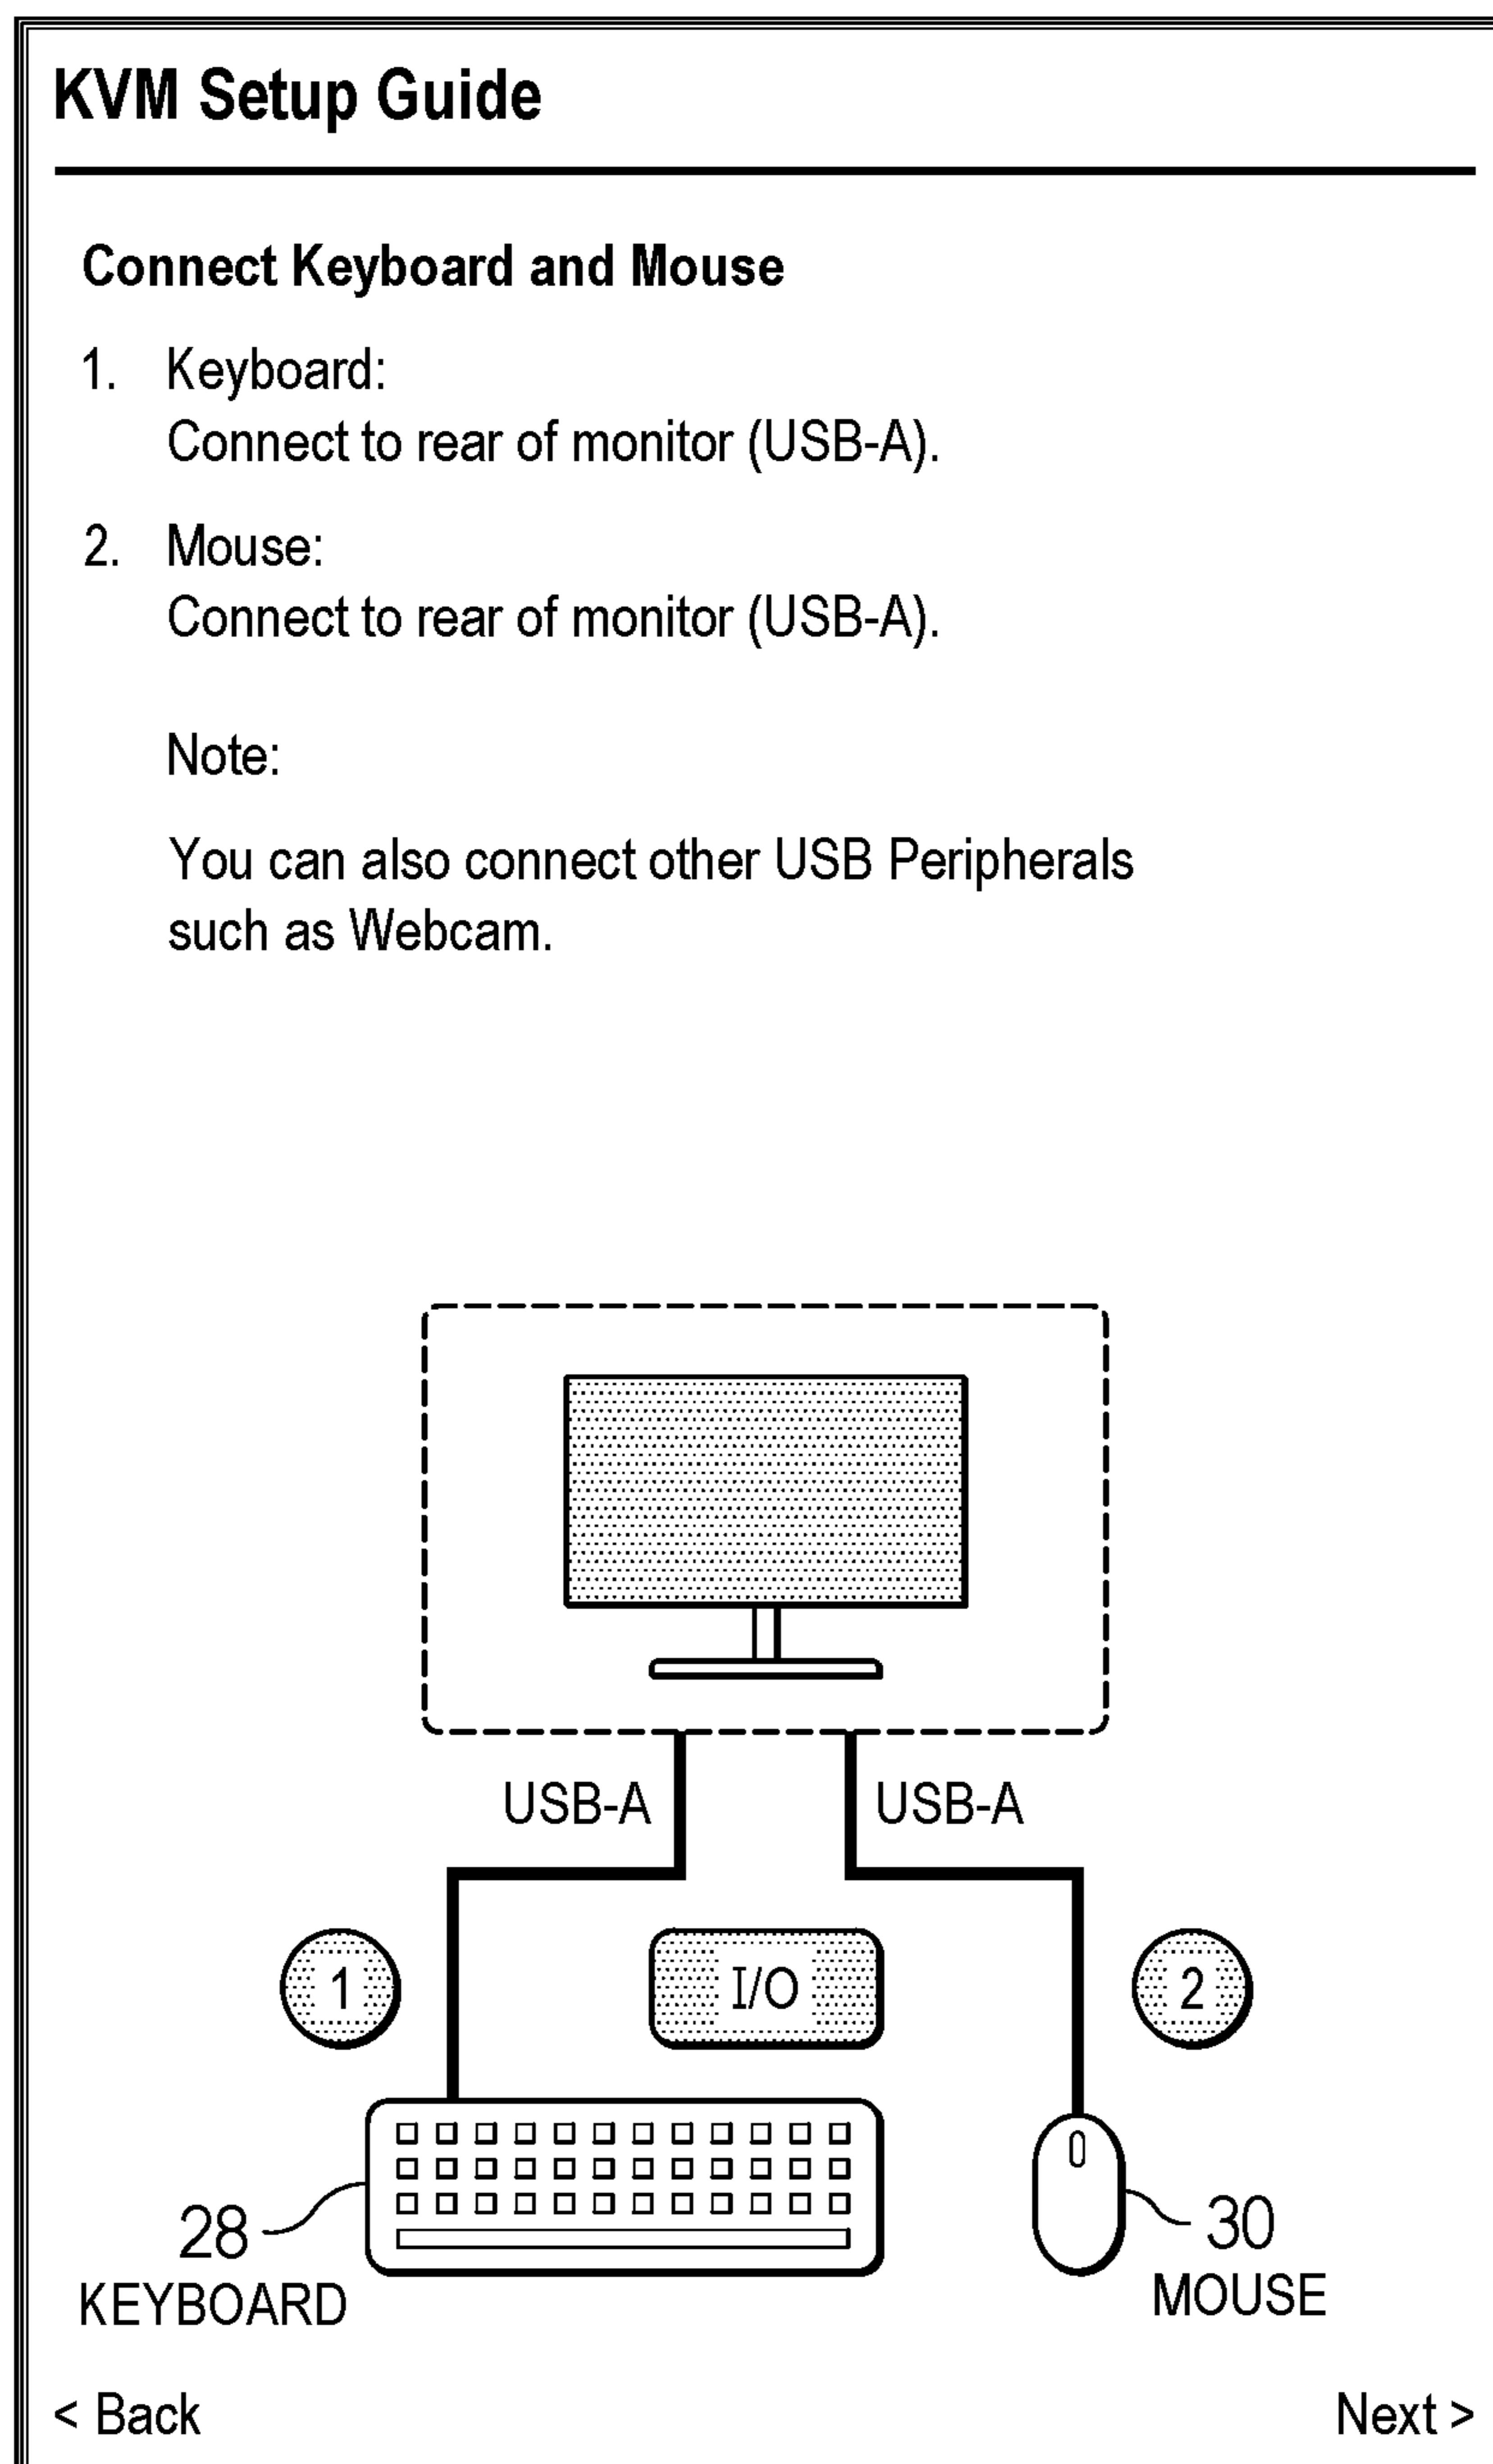 KVM Setup Guide
Connect Keyboard and Mouse
1. Keyboard:
Connect to rear of monitor (USB-A).
2. Mouse:
Connect to rear of monitor (USB-A).
Note:
You can also connect other USB Peripherals
such as Webcam.
USB-A USB-A
1 I/O 2
28 30
KEYBOARD MOUSE
< Back Next >